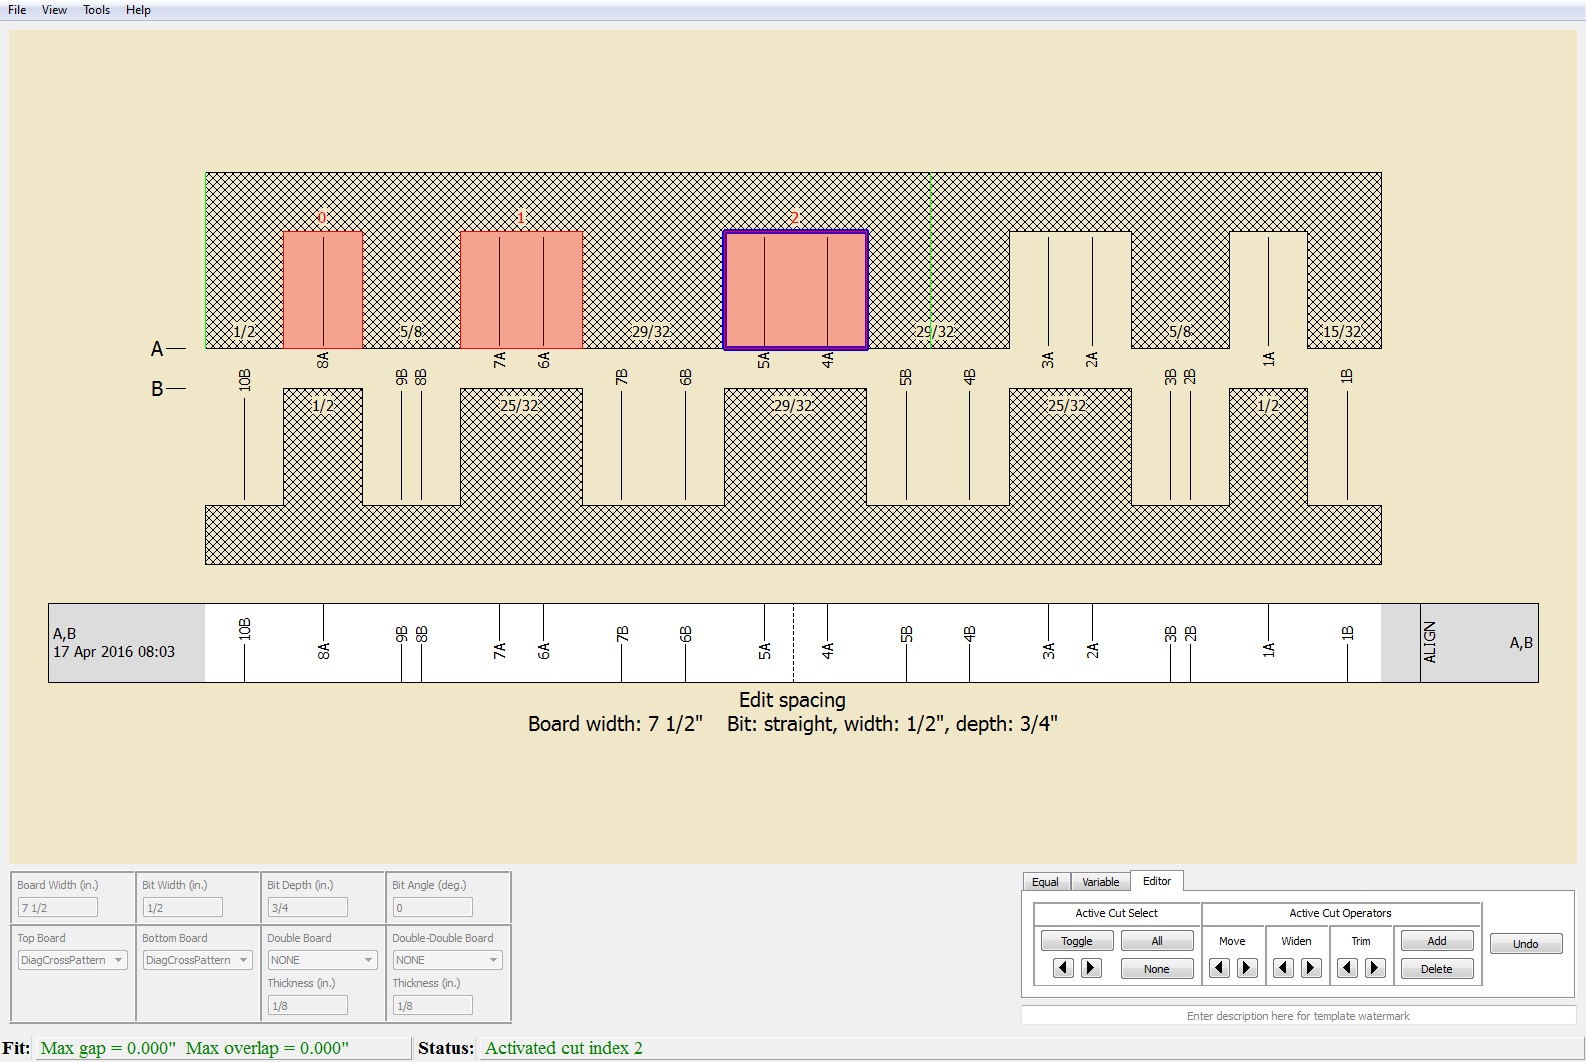 File View Tools Help
0 1 2
1/2 5/8 29/32 29/32 5/8 15/32
A
8A 7A 6A 5A 4A 3A 2A 1A
10B 9B 8B 7B 6B 5B 4B 3B 2B 1B
B
1/2 25/32 29/32 25/32 1/2
10B 9B 8B 7B 6B 5B 4B 3B 2B 1B
A,B
17 Apr 2016 08:03
8A 7A 6A 5A 4A 3A 2A 1A
ALIGN
A,B
Edit spacing
Board width: 7 1/2" Bit: straight, width: 1/2", depth: 3/4"
Board Width (in.) Bit Width (in.) Bit Depth (in.) Bit Angle (deg.)
7 1/2 1/2 3/4 0
Top Board Bottom Board Double Board Double-Double Board
DiagCrossPattern DiagCrossPattern NONE NONE
Thickness (in.) Thickness (in.)
1/8 1/8
Equal Variable Editor
Active Cut Select Active Cut Operators
Toggle All Move Widen Trim Add Undo
None Delete
Enter description here for template watermark
Fit: Max gap = 0.000" Max overlap = 0.000" Status: Activated cut index 2